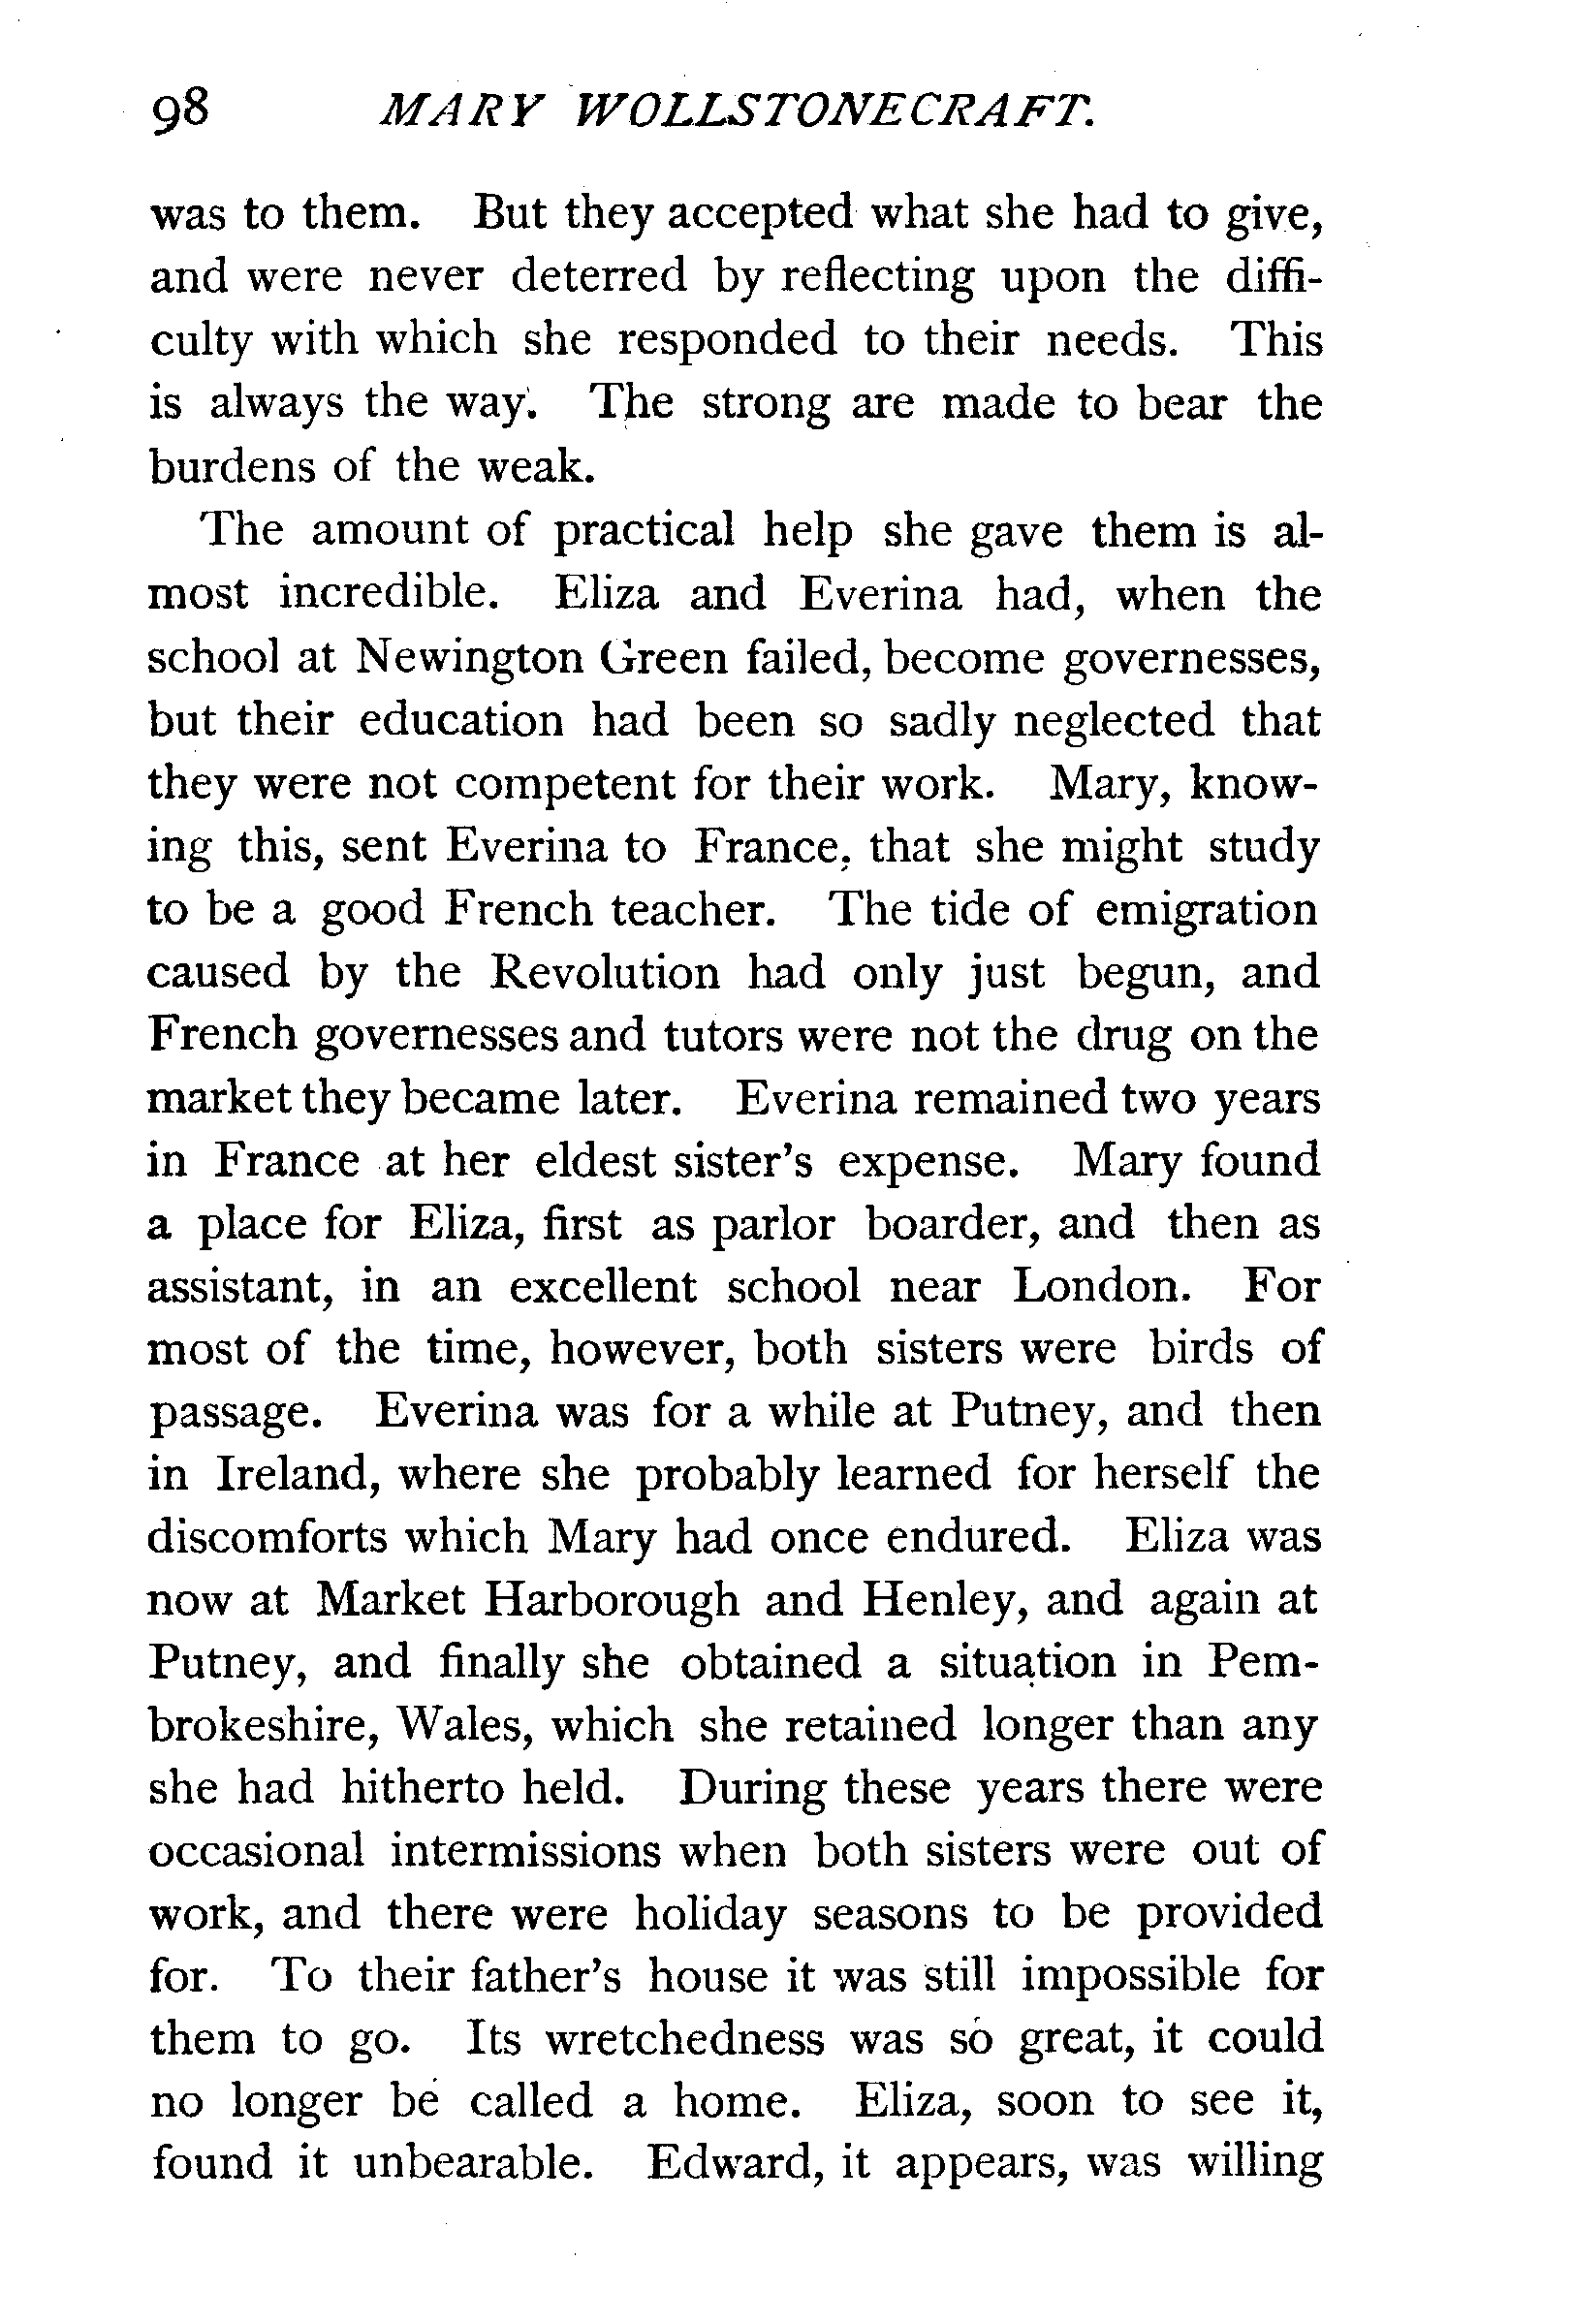 98 MARY WOLLSTONECRAFT.
was to them. But they accepted what she had to give,
and were never deterred by reflecting upon the diffi-
culty with which she responded to their needs. This
is always the way. The strong are made to bear the
burdens of the weak.
The amount of practical help she gave them is al-
most incredible. Eliza and Everina had, when the
school at Newington Green failed, become governesses,
but their education had been so sadly neglected that
they were not competent for their work. Mary, know-
ing this, sent Everina to France, that she might study
to be a good French teacher. The tide of emigration
caused by the Revolution had only just begun, and
French governesses and tutors were not the drug on the
market they became later. Everina remained two years
in France at her eldest sister's expense. Mary found
a place for Eliza, first as parlor boarder, and then as
assistant, in an excellent school near London. For
most of the time, however, both sisters were birds of
passage. Everina was for a while at Putney, and then
in Ireland, where she probably learned for herself the
discomforts which Mary had once endured. Eliza was
now at Market Harborough and Henley, and again at
Putney, and finally she obtained a situation in Pem-
brokeshire, Wales, which she retained longer than any
she had hitherto held. During these years there were
occasional intermissions when both sisters were out of
work, and there were holiday seasons to be provided
for. To their father's house it was still impossible for
them to go. Its wretchedness was so great, it could
no longer be called a home. Eliza, soon to see it,
found it unbearable. Edward, it appears, was willing